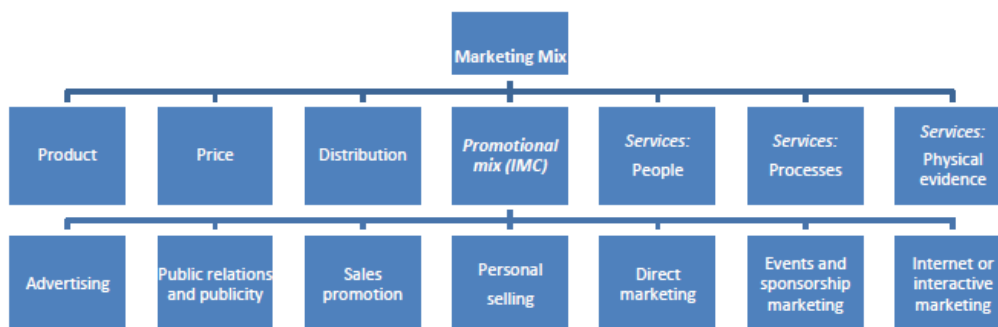 Marketing Mix
Product
Price
Distribution
Promotional
mix (IMC)
Services:
People
Services:
Processes
Services:
Physical
evidence
Advertising
Public relations
and publicity
Sales
promotion
Personal
selling
Direct
marketing
Events and
sponsorship
marketing
Internet or
interactive
marketing